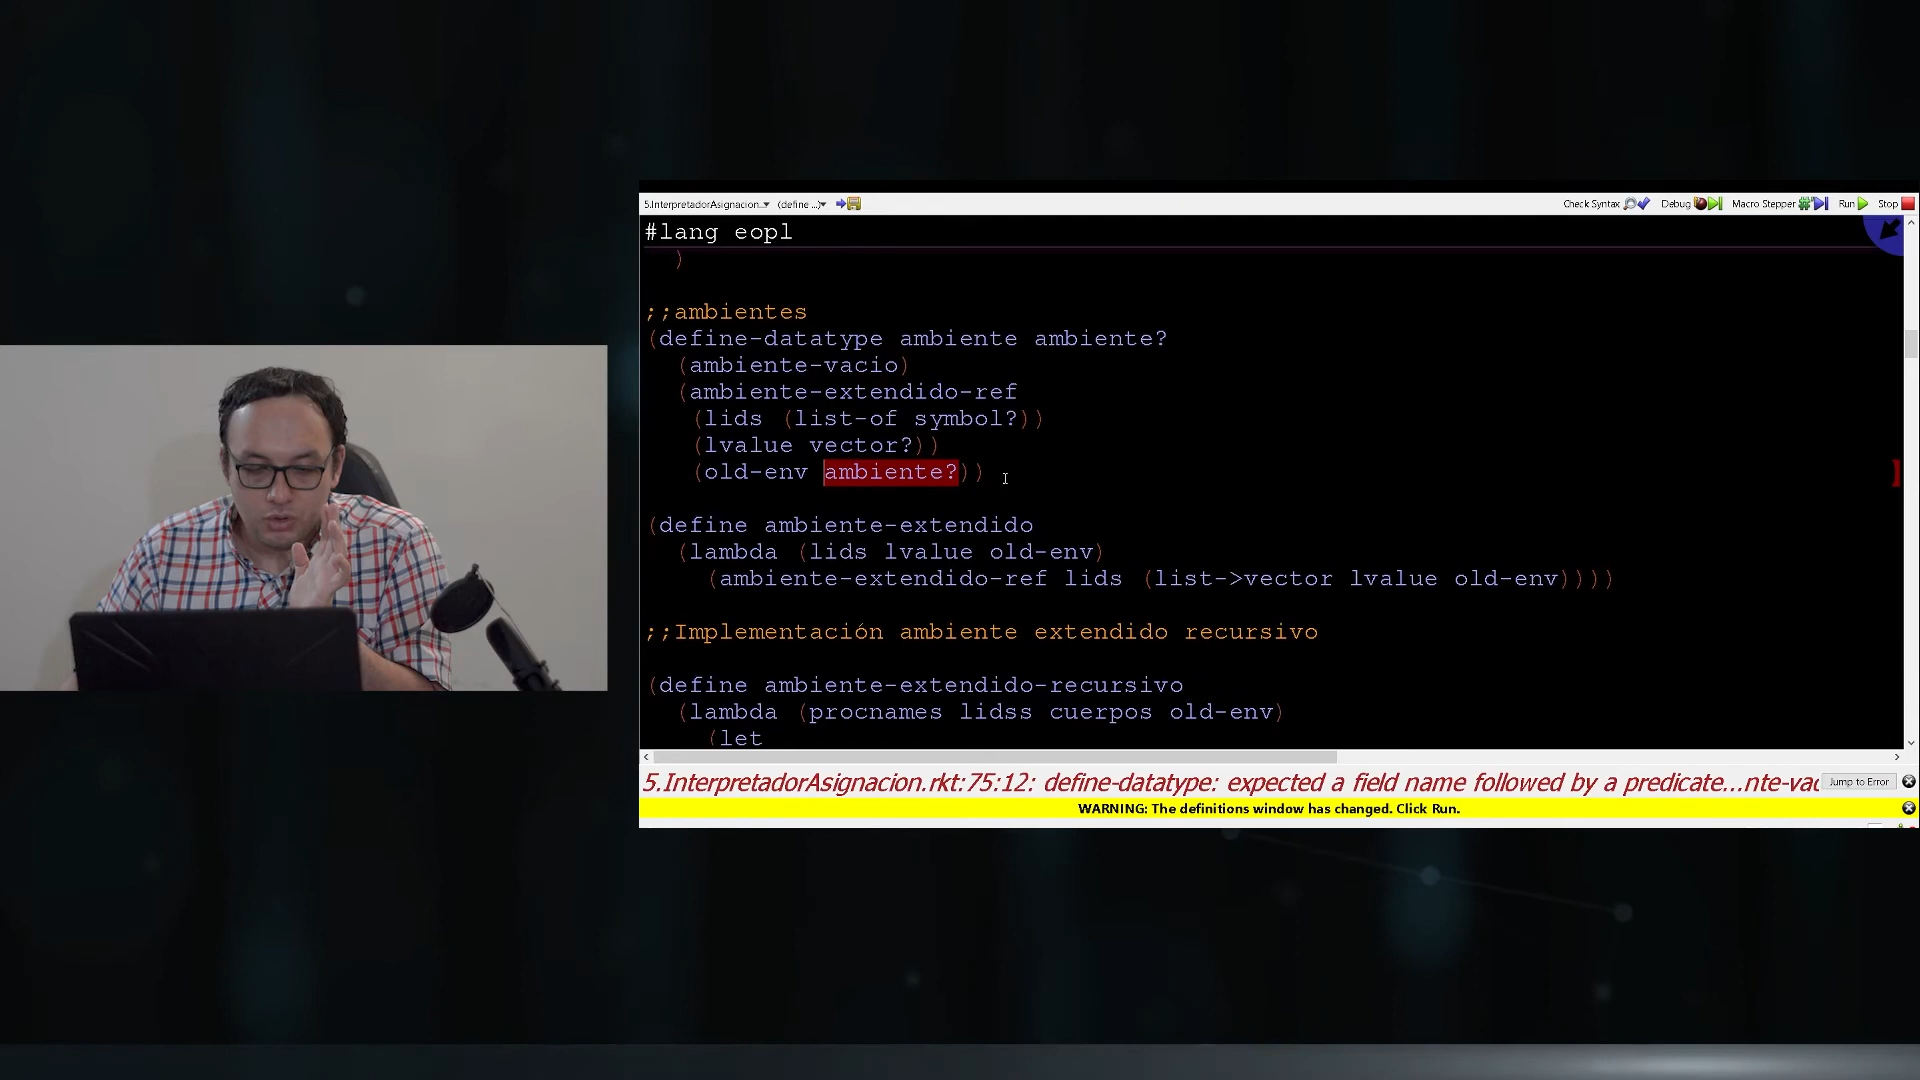 5.InterpretadorAsignacion...▾ (define ...)▾ Check Syntax Debug Macro Stepper Run Stop
#lang eopl
)
;;ambientes
(define-datatype ambiente ambiente?
(ambiente-vacio)
(ambiente-extendido-ref
(lids (list-of symbol?))
(lvalue vector?))
(old-env ambiente?))
(define ambiente-extendido
(lambda (lids lvalue old-env)
(ambiente-extendido-ref lids (list->vector lvalue old-env))))
;;Implementación ambiente extendido recursivo
(define ambiente-extendido-recursivo
(lambda (procnames lidss cuerpos old-env)
(let
5.InterpretadorAsignacion.rkt:75:12: define-datatype: expected a field name followed by a predicate...nte-vac Jump to Error
WARNING: The definitions window has changed. Click Run.